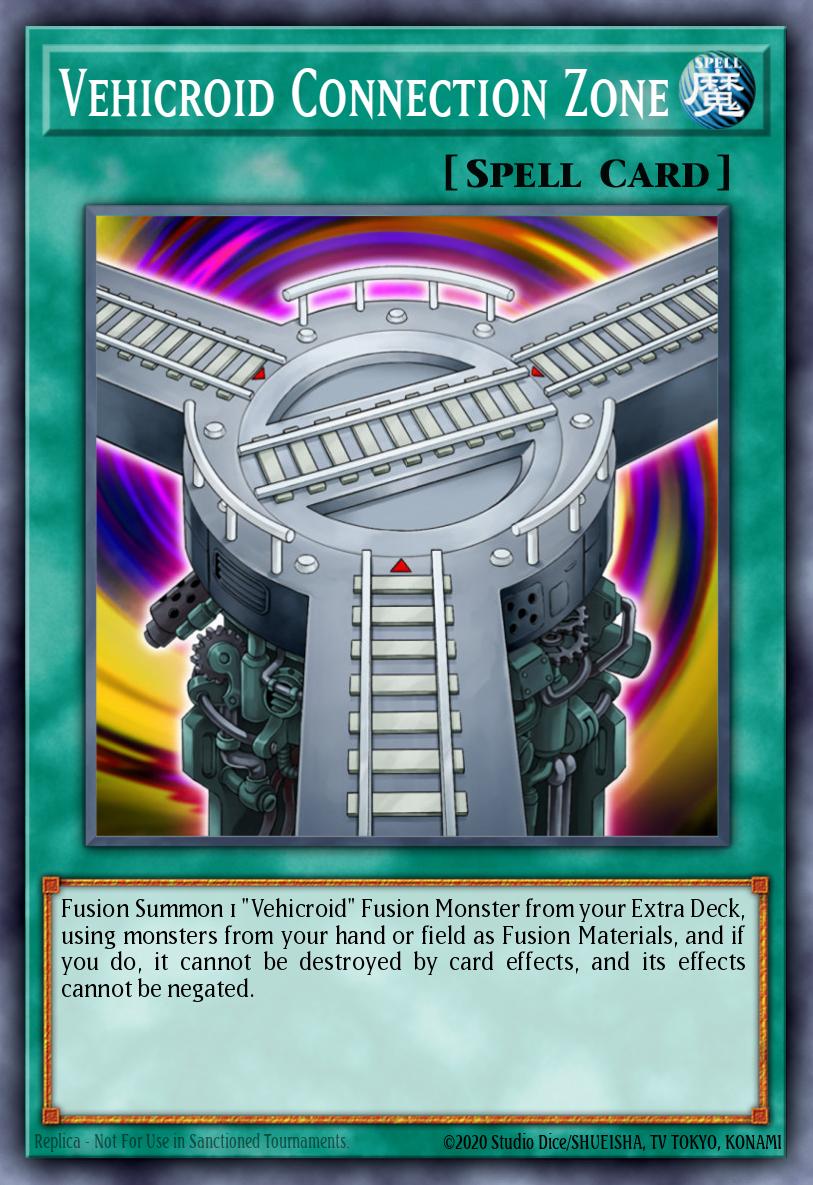 Vehicroid Connection Zone
SPELL
魔
[ Spell Card ]
Fusion Summon 1 "Vehicroid" Fusion Monster from your Extra Deck,
using monsters from your hand or field as Fusion Materials, and if
you do, it cannot be destroyed by card effects, and its effects
cannot be negated.
Replica - Not For Use in Sanctioned Tournaments.
©2020 Studio Dice/SHUEISHA, TV TOKYO, KONAMI